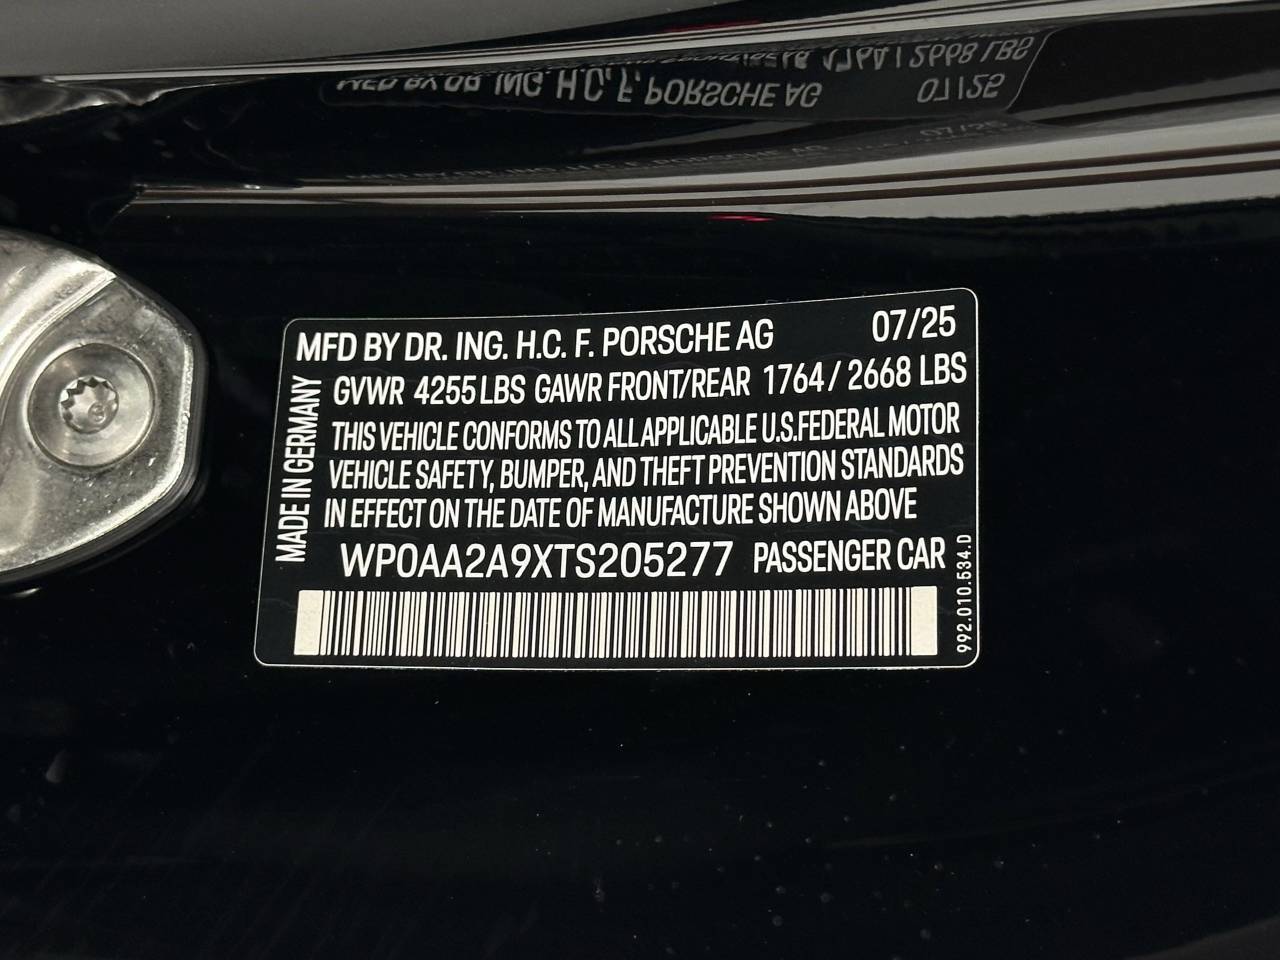 MFD BY DR. ING. H.C. F. PORSCHE AG 07/25
GVWR 4255 LBS GAWR FRONT/REAR 1764 / 2668 LBS
THIS VEHICLE CONFORMS TO ALL APPLICABLE U.S. FEDERAL MOTOR
VEHICLE SAFETY, BUMPER, AND THEFT PREVENTION STANDARDS
IN EFFECT ON THE DATE OF MANUFACTURE SHOWN ABOVE
WP0AA2A9XTS205277 PASSENGER CAR
MADE IN GERMANY
992.010.534.D